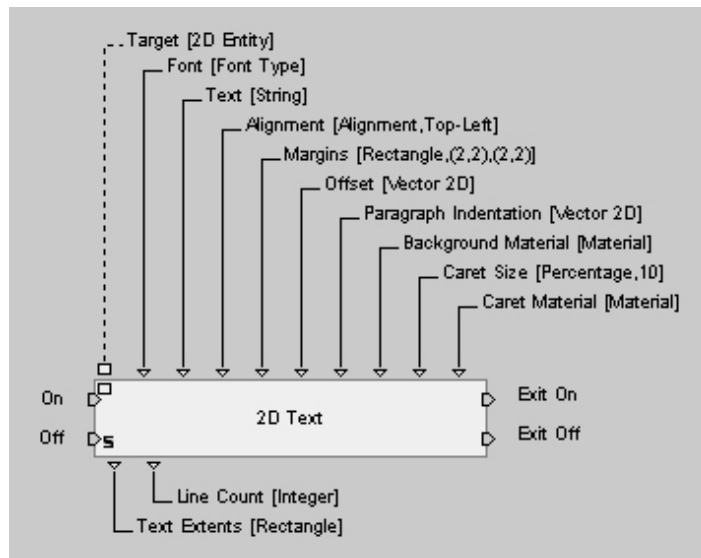 Target [2D Entity]
Font [Font Type]
Text [String]
Alignment [Alignment,Top-Left]
Margins [Rectangle,(2,2),(2,2)]
Offset [Vector 2D]
Paragraph Indentation [Vector 2D]
Background Material [Material]
Caret Size [Percentage,10]
Caret Material [Material]
On
Exit On
2D Text
Off
S
Exit Off
Line Count [Integer]
Text Extents [Rectangle]